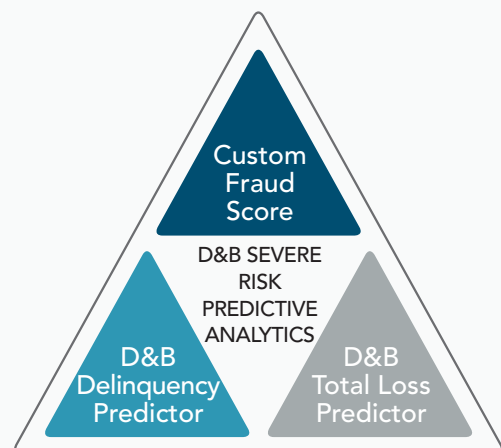 Custom
Fraud
Score
D&B SEVERE
RISK
PREDICTIVE
ANALYTICS
D&B
Delinquency
Predictor
D&B
Total Loss
Predictor